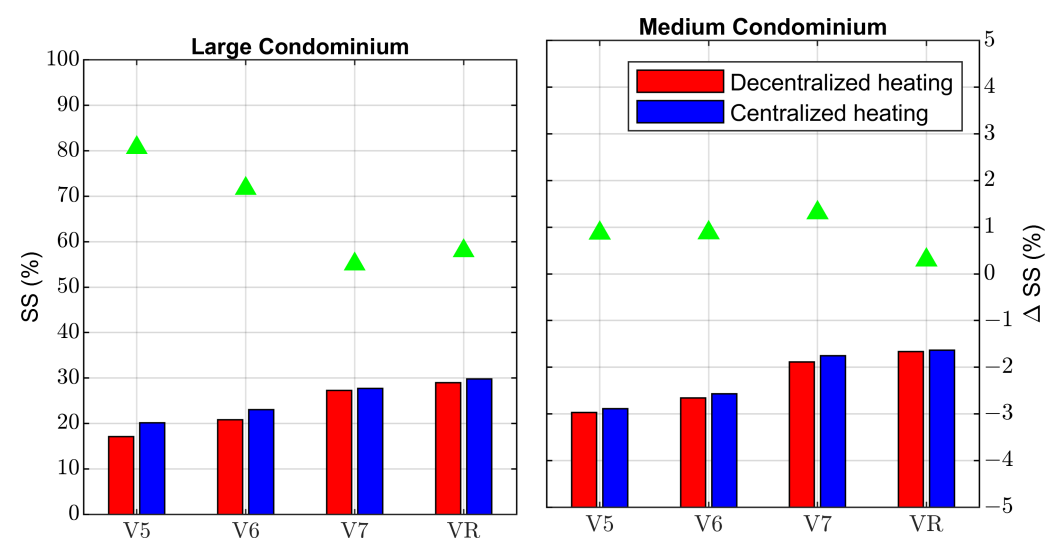 Large Condominium
Medium Condominium
100
90
80
70
60
50
40
30
20
10
0
SS (%)
V5 V6 V7 VR
Decentralized heating
Centralized heating
5
4
3
2
1
0
−1
−2
−3
−4
−5
Δ SS (%)
V5 V6 V7 VR